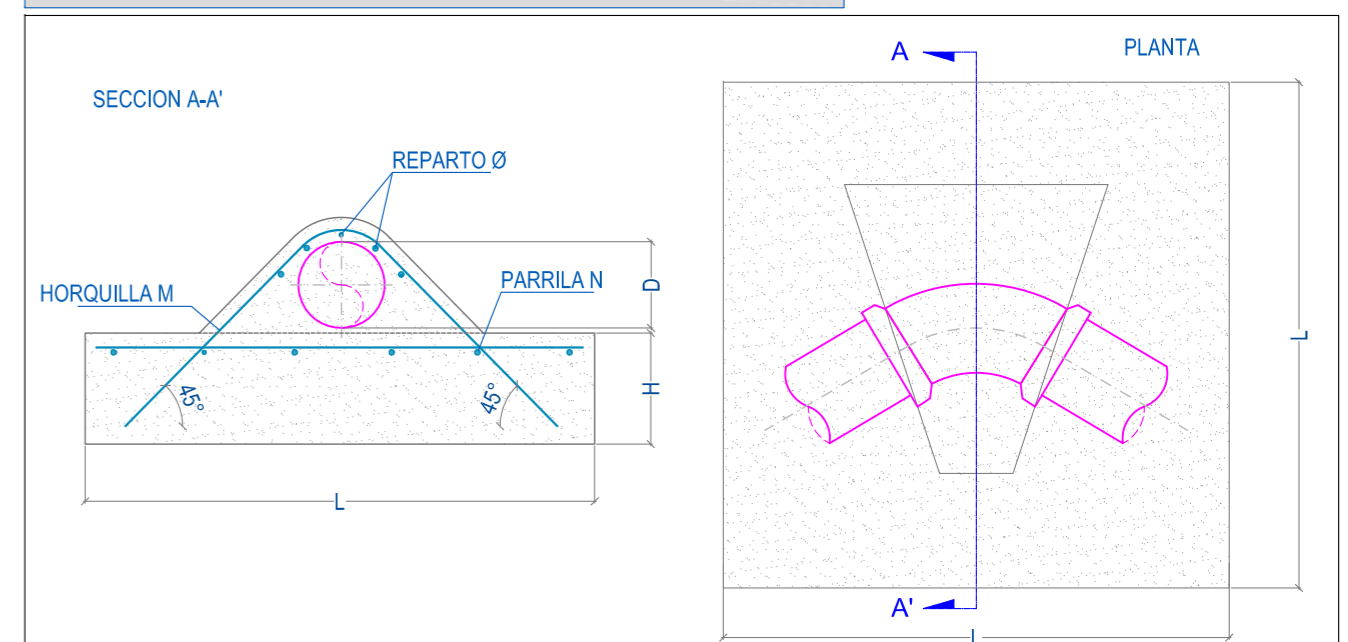 A
PLANTA
SECCION A-A'
REPARTO Ø
PARRILA N
HORQUILLA M
D
H
45°
45°
L
L
A'
L